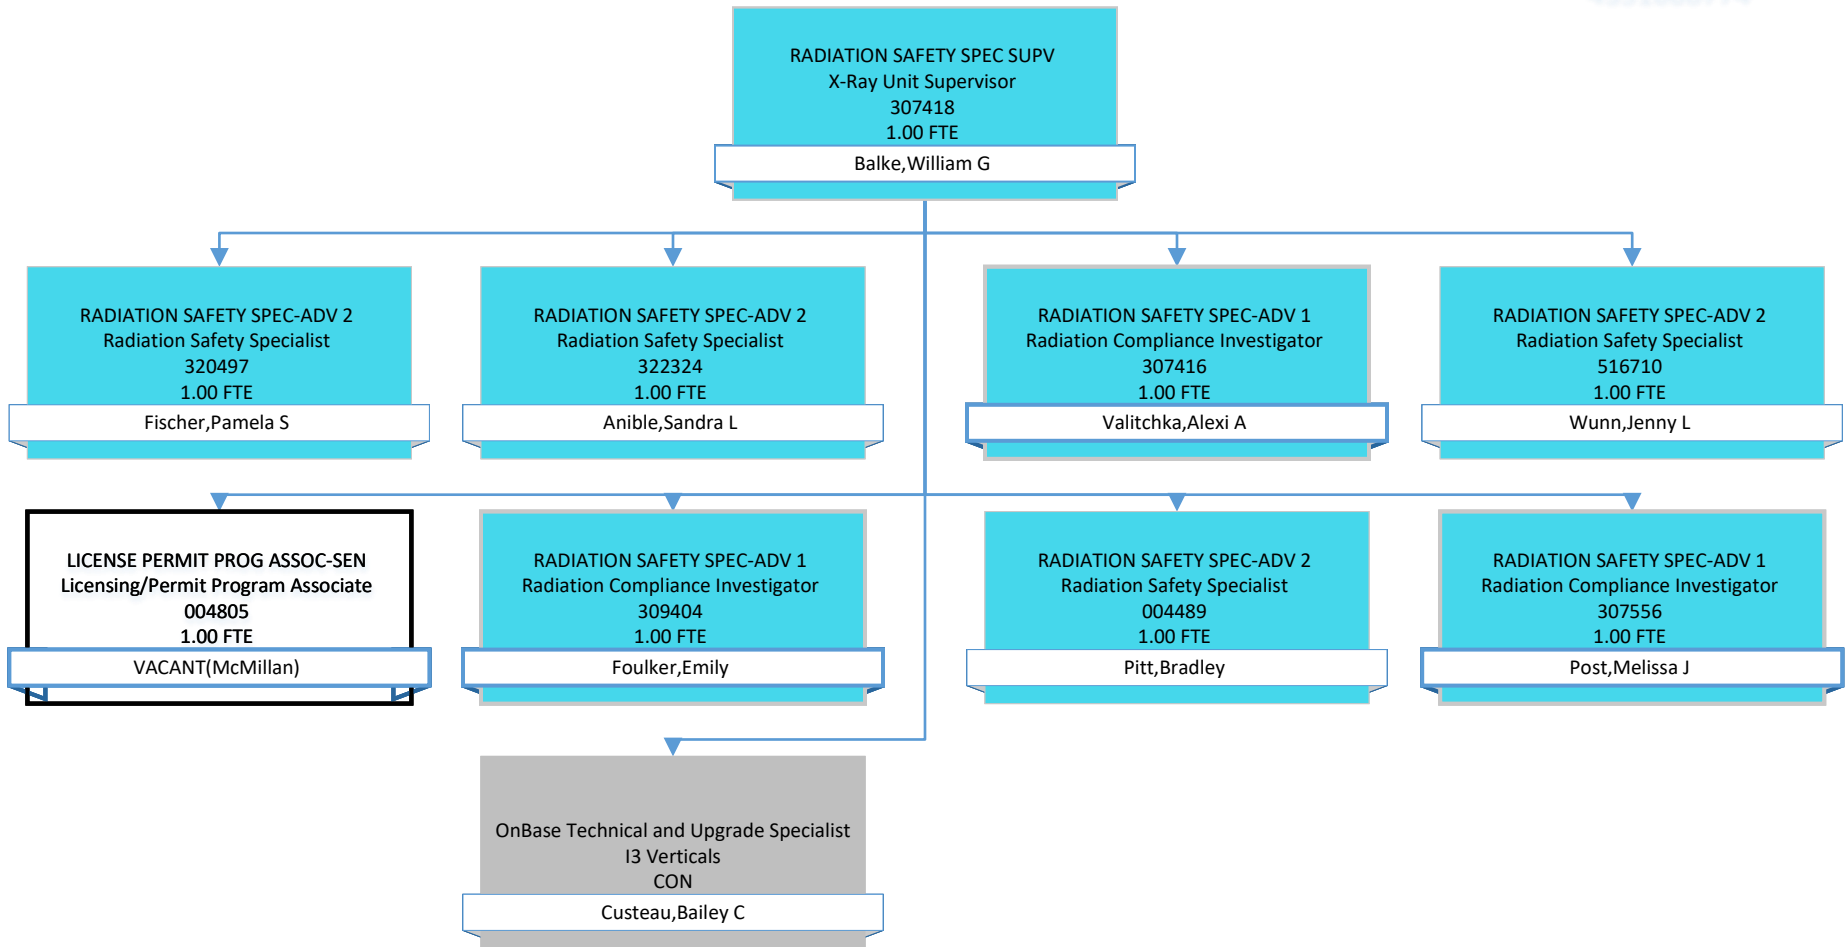 RADIATION SAFETY SPEC SUPV
X-Ray Unit Supervisor
307418
1.00 FTE
Balke,William G
RADIATION SAFETY SPEC-ADV 2
Radiation Safety Specialist
320497
1.00 FTE
Fischer,Pamela S
RADIATION SAFETY SPEC-ADV 2
Radiation Safety Specialist
322324
1.00 FTE
Anible,Sandra L
RADIATION SAFETY SPEC-ADV 1
Radiation Compliance Investigator
307416
1.00 FTE
Valitchka,Alexi A
RADIATION SAFETY SPEC-ADV 2
Radiation Safety Specialist
516710
1.00 FTE
Wunn,Jenny L
LICENSE PERMIT PROG ASSOC-SEN
Licensing/Permit Program Associate
004805
1.00 FTE
VACANT(McMillan)
RADIATION SAFETY SPEC-ADV 1
Radiation Compliance Investigator
309404
1.00 FTE
Foulker,Emily
RADIATION SAFETY SPEC-ADV 2
Radiation Safety Specialist
004489
1.00 FTE
Pitt,Bradley
RADIATION SAFETY SPEC-ADV 1
Radiation Compliance Investigator
307556
1.00 FTE
Post,Melissa J
OnBase Technical and Upgrade Specialist
I3 Verticals
CON
Custeau,Bailey C